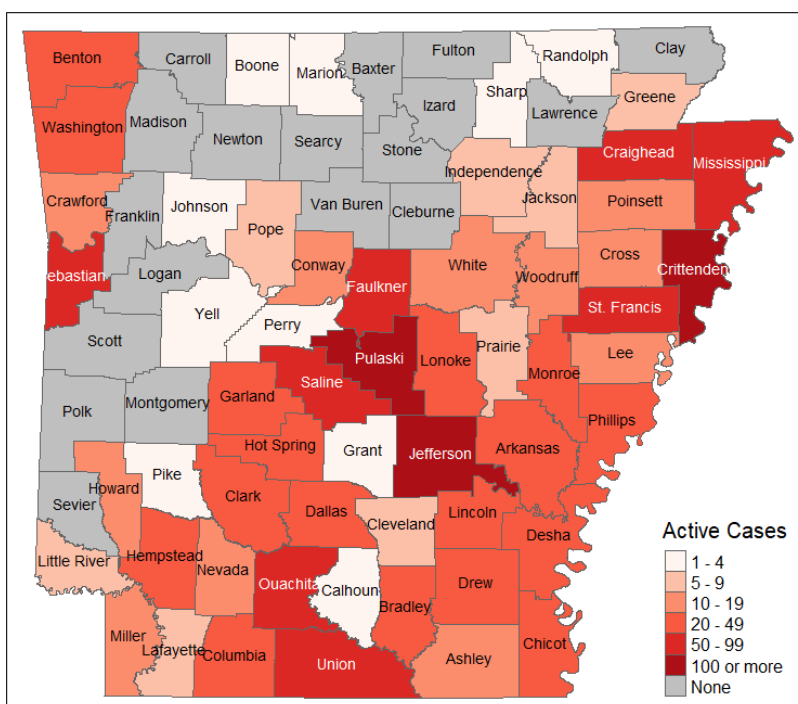 Benton
Carroll
Boone
Marion
Baxter
Fulton
Randolph
Clay
Sharp
Izard
Lawrence
Greene
Washington
Madison
Newton
Searcy
Stone
Independence
Jackson
Craighead
Mississippi
Crawford
Franklin
Johnson
Pope
Van Buren
Cleburne
Poinsett
Sebastian
Logan
Conway
Faulkner
White
Woodruff
Cross
Crittenden
Scott
Yell
Perry
Pulaski
Lonoke
Prairie
Monroe
St. Francis
Lee
Polk
Montgomery
Garland
Saline
Hot Spring
Grant
Jefferson
Arkansas
Phillips
Sevier
Howard
Pike
Clark
Dallas
Cleveland
Lincoln
Desha
Little River
Hempstead
Nevada
Ouachita
Calhoun
Bradley
Drew
Miller
Lafayette
Columbia
Union
Ashley
Chicot
Active Cases
1 - 4
5 - 9
10 - 19
20 - 49
50 - 99
100 or more
None